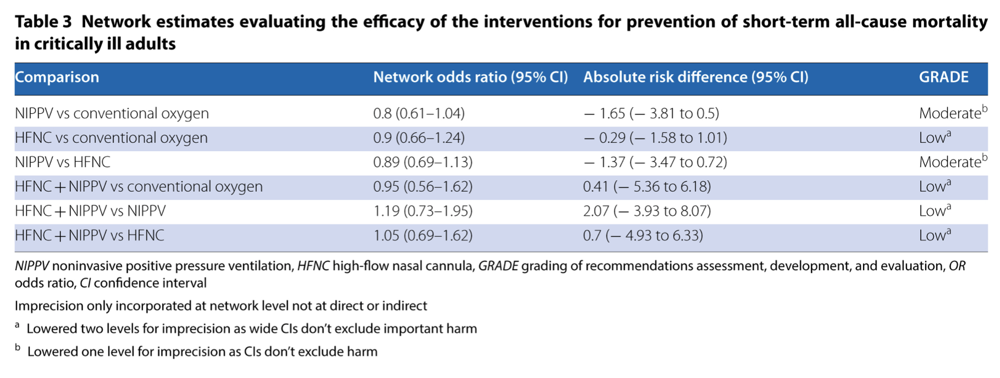 Table 3 Network estimates evaluating the efficacy of the interventions for prevention of short-term all-cause mortality
in critically ill adults
Comparison Network odds ratio (95% CI) Absolute risk difference (95% CI) GRADE
NIPPV vs conventional oxygen 0.8 (0.61–1.04) − 1.65 (− 3.81 to 0.5) Moderateb
HFNC vs conventional oxygen 0.9 (0.66–1.24) − 0.29 (− 1.58 to 1.01) Lowa
NIPPV vs HFNC 0.89 (0.69–1.13) − 1.37 (− 3.47 to 0.72) Moderateb
HFNC + NIPPV vs conventional oxygen 0.95 (0.56–1.62) 0.41 (− 5.36 to 6.18) Lowa
HFNC + NIPPV vs NIPPV 1.19 (0.73–1.95) 2.07 (− 3.93 to 8.07) Lowa
HFNC + NIPPV vs HFNC 1.05 (0.69–1.62) 0.7 (− 4.93 to 6.33) Lowa
NIPPV noninvasive positive pressure ventilation, HFNC high-flow nasal cannula, GRADE grading of recommendations assessment, development, and evaluation, OR
odds ratio, CI confidence interval
Imprecision only incorporated at network level not at direct or indirect
a Lowered two levels for imprecision as wide CIs don’t exclude important harm
b Lowered one level for imprecision as CIs don’t exclude harm